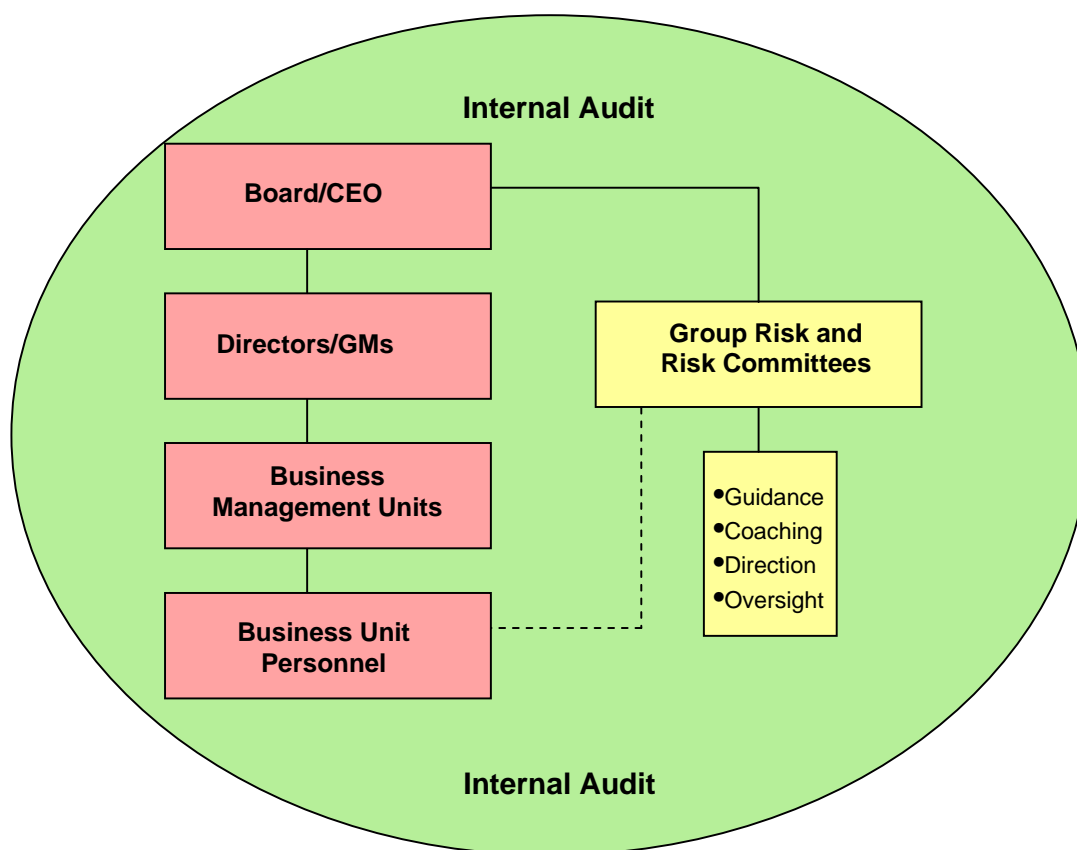 Internal Audit
Board/CEO
Directors/GMs
Business
Management Units
Business Unit
Personnel
Group Risk and
Risk Committees
•Guidance
•Coaching
•Direction
•Oversight
Internal Audit